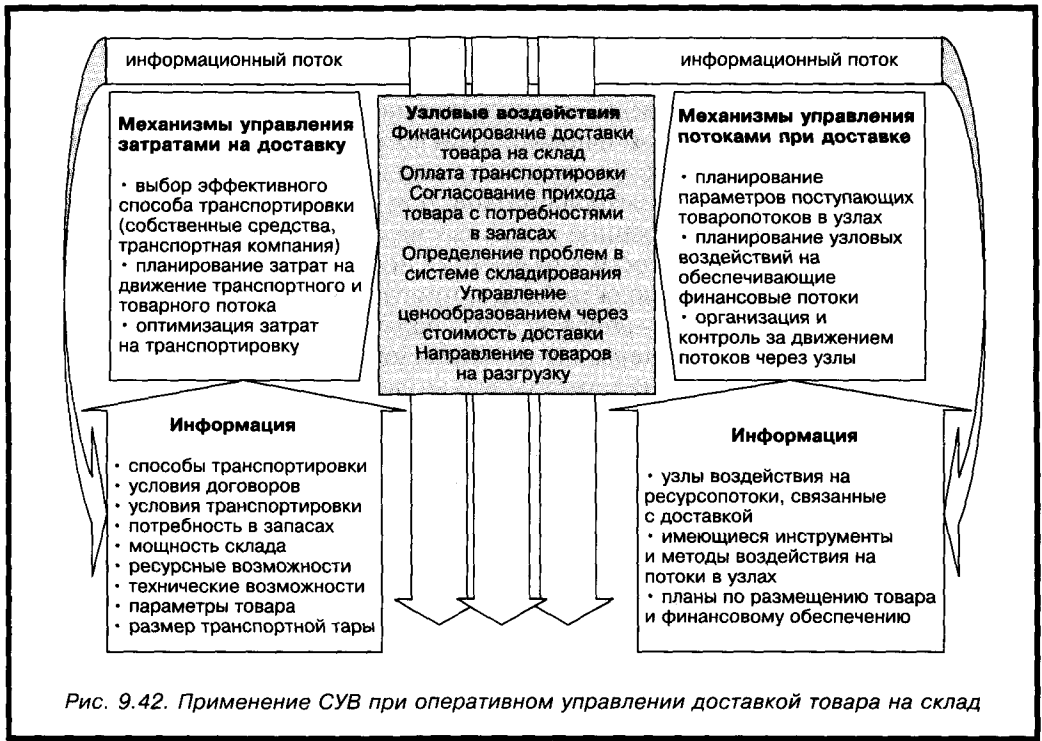 информационный поток
информационный поток
Механизмы управления
затратами на доставку
• выбор эффективного
способа транспортировки
(собственные средства,
транспортная компания)
• планирование затрат на
движение транспортного и
товарного потока
• оптимизация затрат
на транспортировку
Узловые воздействия
Финансирование доставки
товара на склад
Оплата транспортировки
Согласование прихода
товара с потребностями
в запасах
Определение проблем в
системе складирования
Управление
ценообразованием через
стоимость доставки
Направление товаров
на разгрузку
Механизмы управления
потоками при доставке
• планирование
параметров поступающих
товаропотоков в узлах
• планирование узловых
воздействий на
обеспечивающие
финансовые потоки
• организация и
контроль за движением
потоков через узлы
Информация
• способы транспортировки
• условия договоров
• условия транспортировки
• потребность в запасах
• мощность склада
• ресурсные возможности
• технические возможности
• параметры товара
• размер транспортной тары
Информация
• узлы воздействия на
ресурсопотоки, связанные
с доставкой
• имеющиеся инструменты
и методы воздействия на
потоки в узлах
• планы по размещению товара
и финансовому обеспечению
Рис. 9.42. Применение СУВ при оперативном управлении доставкой товара на склад